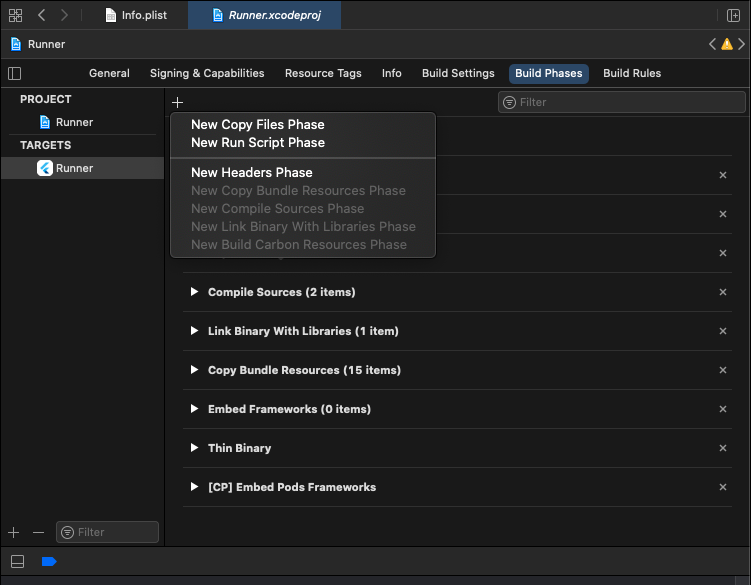 Info.plist
Runner.xcodeproj
Runner
General
Signing & Capabilities
Resource Tags
Info
Build Settings
Build Phases
Build Rules
PROJECT
Runner
TARGETS
Runner
Filter
New Copy Files Phase
New Run Script Phase
New Headers Phase
New Copy Bundle Resources Phase
New Compile Sources Phase
New Link Binary With Libraries Phase
New Build Carbon Resources Phase
Compile Sources (2 items)
Link Binary With Libraries (1 item)
Copy Bundle Resources (15 items)
Embed Frameworks (0 items)
Thin Binary
[CP] Embed Pods Frameworks
Filter